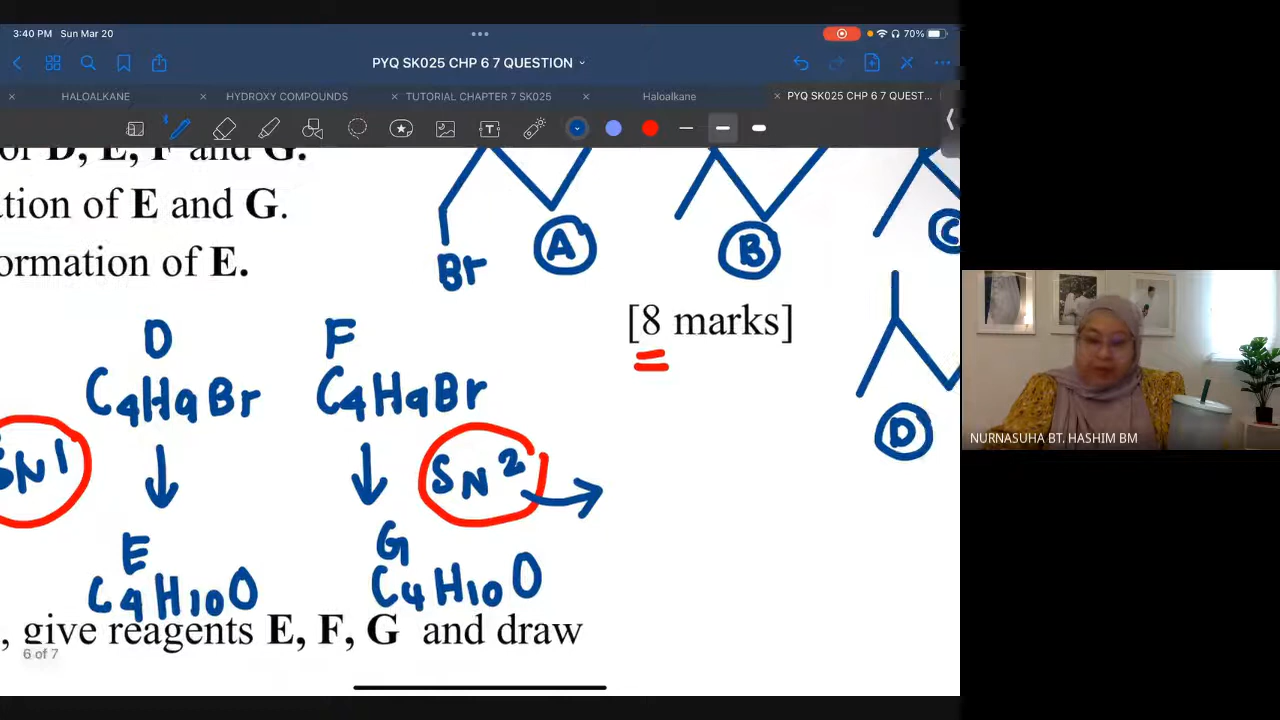 3:40 PM Sun Mar 20
70%
PYQ SK025 CHP 6 7 QUESTION
HALOALKANE
HYDROXY COMPOUNDS
TUTORIAL CHAPTER 7 SK025
Haloalkane
PYQ SK025 CHP 6 7 QUEST...
of D, E, F and G.
ation of E and G.
ormation of E.
Br
A
B
C
[8 marks]
D
D
F
C4H9Br
C4H9Br
SN1
SN2
E
G
C4H10O
C4H10O
, give reagents E, F, G and draw
6 of 7
NURNASUHA BT. HASHIM BM